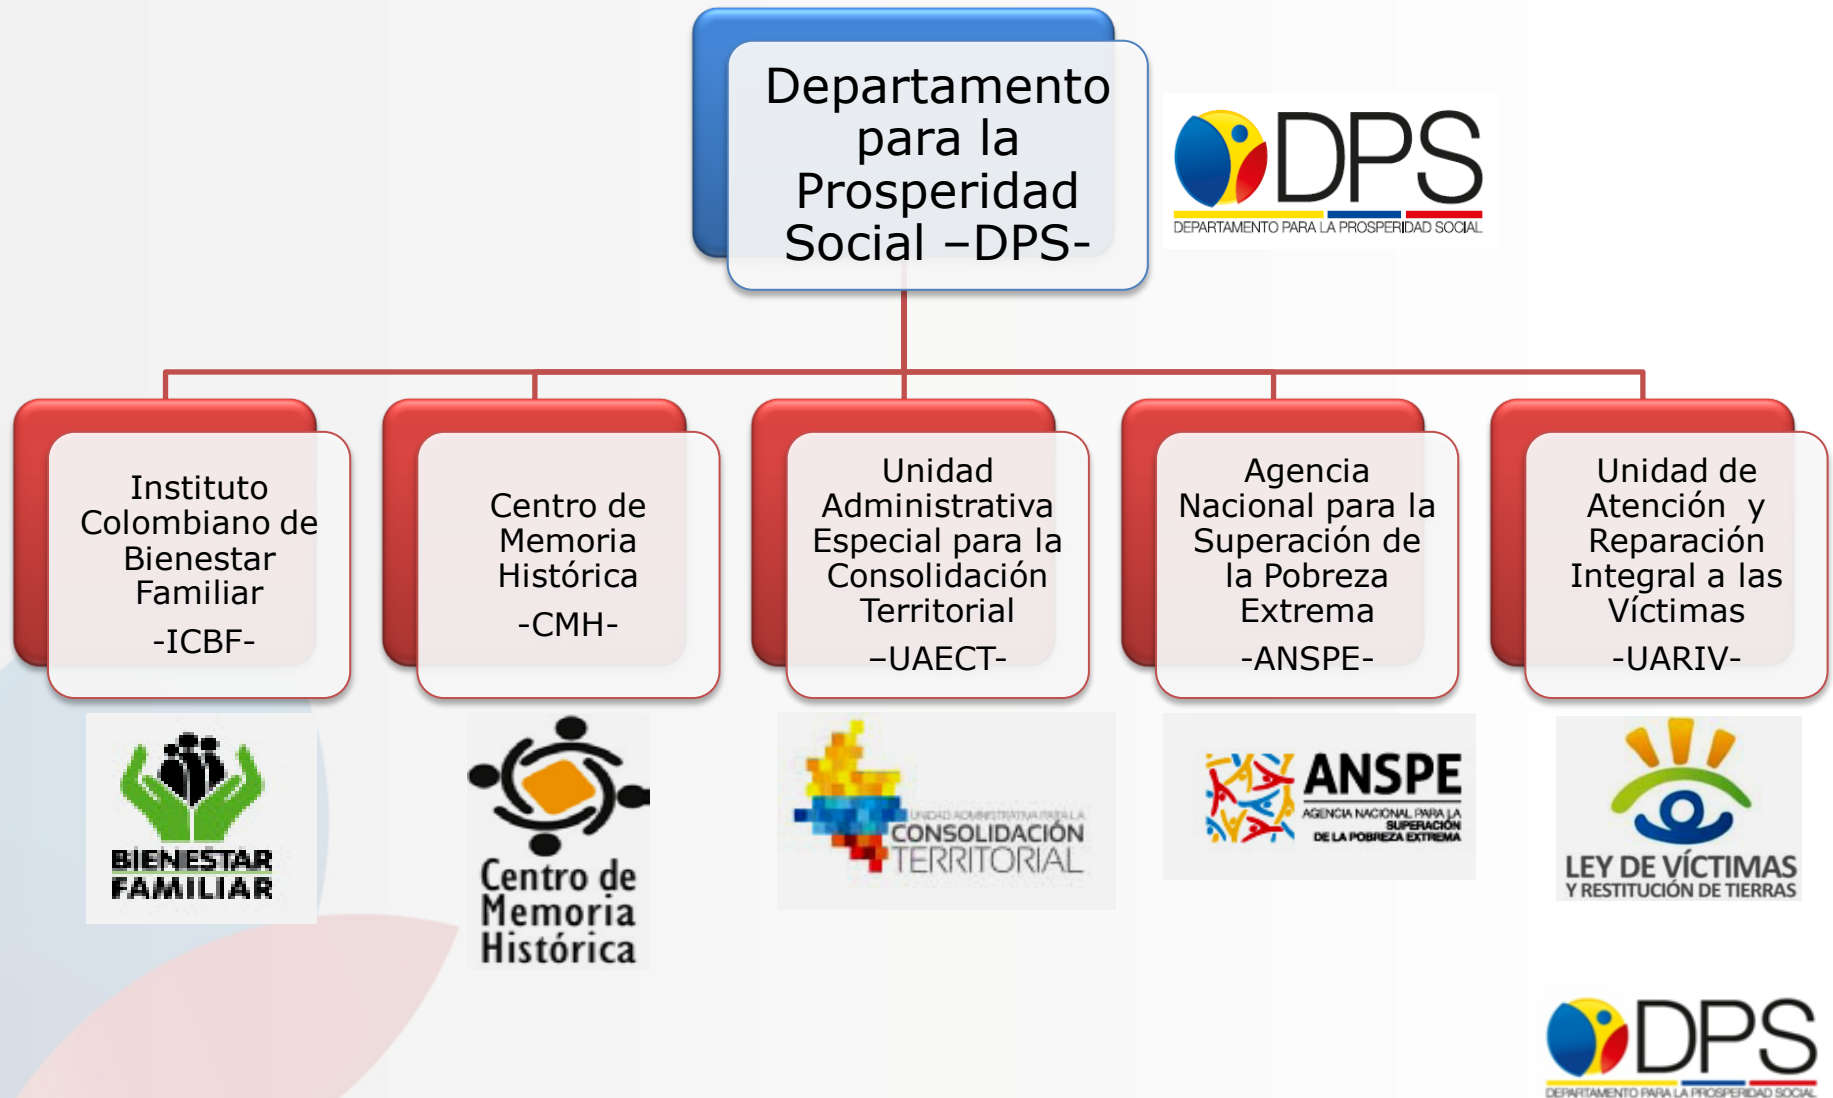 Departamento
para la
Prosperidad
Social –DPS-
DPS
DEPARTAMENTO PARA LA PROSPERIDAD SOCIAL
Instituto
Colombiano de
Bienestar
Familiar
-ICBF-
Centro de
Memoria
Histórica
-CMH-
Unidad
Administrativa
Especial para la
Consolidación
Territorial
–UAECT-
Agencia
Nacional para la
Superación de
la Pobreza
Extrema
-ANSPE-
Unidad de
Atención  y
Reparación
Integral a las
Víctimas
-UARIV-
BIENESTAR
FAMILIAR
Centro de
Memoria
Histórica
UNIDAD ADMINISTRATIVA PARA LA
CONSOLIDACIÓN
TERRITORIAL
ANSPE
AGENCIA NACIONAL PARA LA
SUPERACIÓN
DE LA POBREZA EXTREMA
LEY DE VÍCTIMAS
Y RESTITUCIÓN DE TIERRAS
DPS
DEPARTAMENTO PARA LA PROSPERIDAD SOCIAL